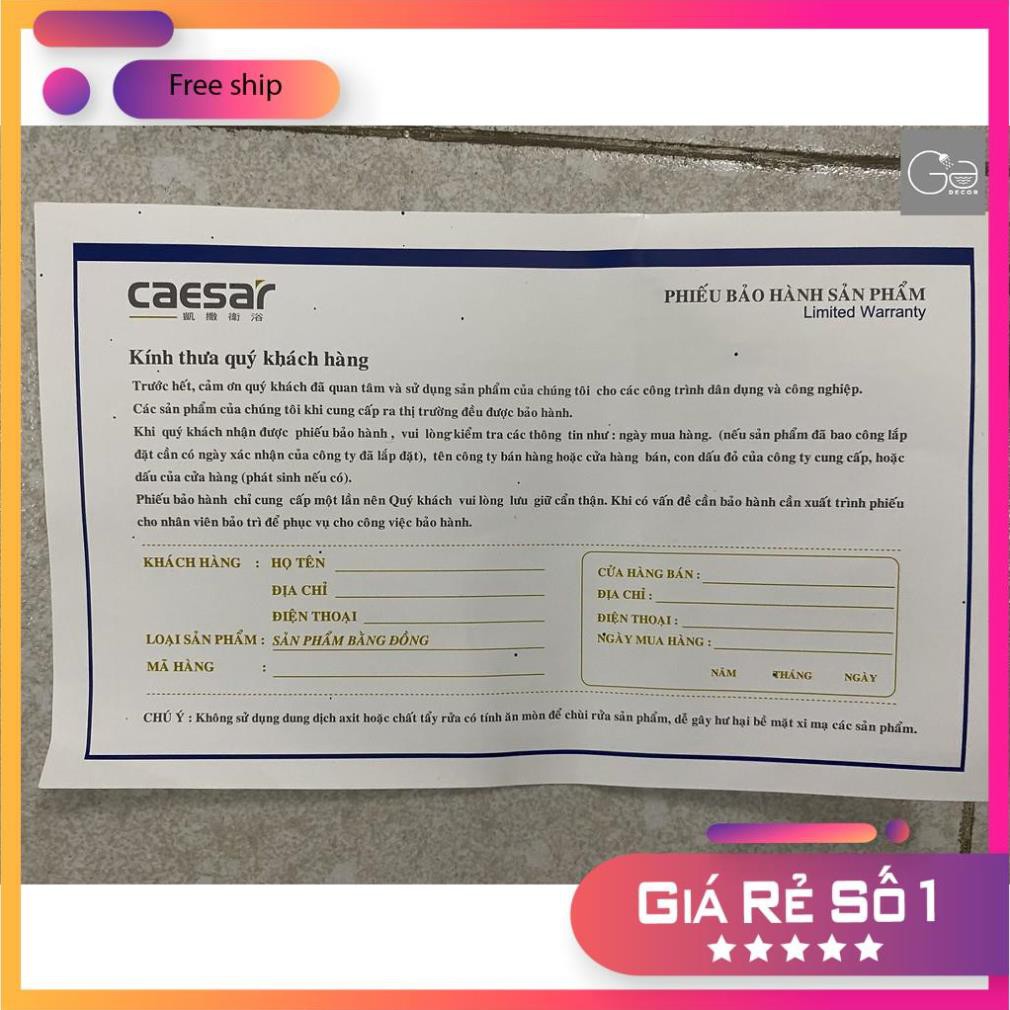 Free ship
Ga
DECOR
caesar
凱撒衛浴
PHIẾU BẢO HÀNH SẢN PHẨM
Limited Warranty
Kính thưa quý khách hàng
Trước hết, cảm ơn quý khách đã quan tâm và sử dụng sản phẩm của chúng tôi cho các công trình dân dụng và công nghiệp.
Các sản phẩm của chúng tôi khi cung cấp ra thị trường đều được bảo hành.
Khi quý khách nhận được phiếu bảo hành , vui lòng kiểm tra các thông tin như : ngày mua hàng. (nếu sản phẩm đã bao công lắp
đặt cần có ngày xác nhận của công ty đã lắp đặt), tên công ty bán hàng hoặc cửa hàng bán, con dấu đỏ của công ty cung cấp, hoặc
dấu của cửa hàng (phát sinh nếu có).
Phiếu bảo hành chỉ cung cấp một lần nên Quý khách vui lòng lưu giữ cẩn thận. Khi có vấn đề cần bảo hành cần xuất trình phiếu
cho nhân viên bảo trì để phục vụ cho công việc bảo hành.
KHÁCH HÀNG : HỌ TÊN
ĐỊA CHỈ
ĐIỆN THOẠI
LOẠI SẢN PHẨM : SẢN PHẨM BẰNG ĐỒNG
MÃ HÀNG :
CỬA HÀNG BÁN :
ĐỊA CHỈ :
ĐIỆN THOẠI :
NGÀY MUA HÀNG :
NĂM THÁNG NGÀY
CHÚ Ý : Không sử dụng dung dịch axit hoặc chất tẩy rửa có tính ăn mòn để chùi rửa sản phẩm, dễ gây hư hại bề mặt xi mạ các sản phẩm.
GIÁ RẺ SỐ 1